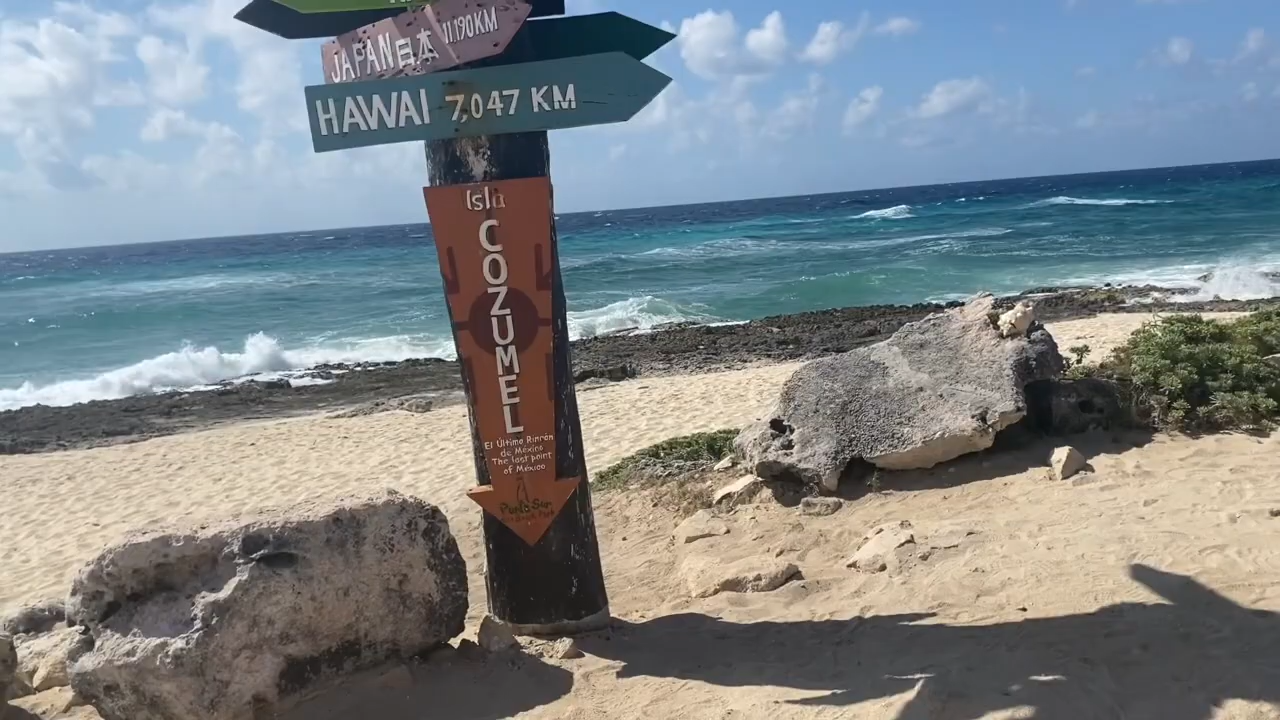 JAPAN日本 11,190KM
HAWAI 7,047 KM
Isla
COZUMEL
El Último Rincón
de México
The last point
of México
Punta Sur